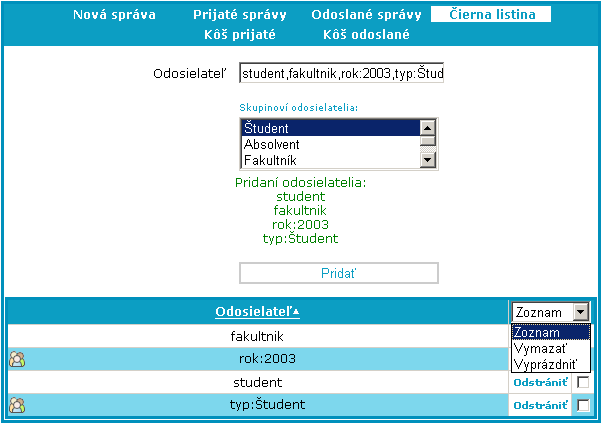 Nová správa Prijaté správy Odoslané správy Čierna listina
Kôš prijaté Kôš odoslané
Odosielateľ student,fakultnik,rok:2003,typ:Štud
Skupinoví odosielatelia:
Študent
Absolvent
Fakultník
Pridaní odosielatelia:
student
fakultnik
rok:2003
typ:Študent
Pridať
Odosielateľ Zoznam
fakultnik Zoznam
rok:2003 Vymazať
Vyprázdniť
student Odstrániť
typ:Študent Odstrániť